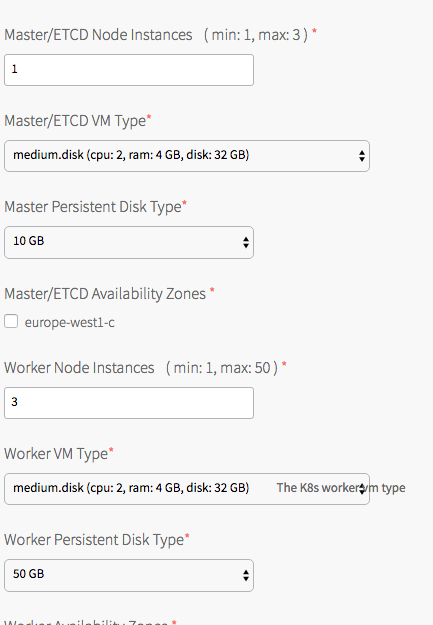 Master/ETCD Node Instances ( min: 1, max: 3 ) *
1
Master/ETCD VM Type*
medium.disk (cpu: 2, ram: 4 GB, disk: 32 GB)
Master Persistent Disk Type*
10 GB
Master/ETCD Availability Zones *
europe-west1-c
Worker Node Instances ( min: 1, max: 50 ) *
3
Worker VM Type*
medium.disk (cpu: 2, ram: 4 GB, disk: 32 GB) The K8s worker vm type
Worker Persistent Disk Type*
50 GB
Worker Availability Zones *